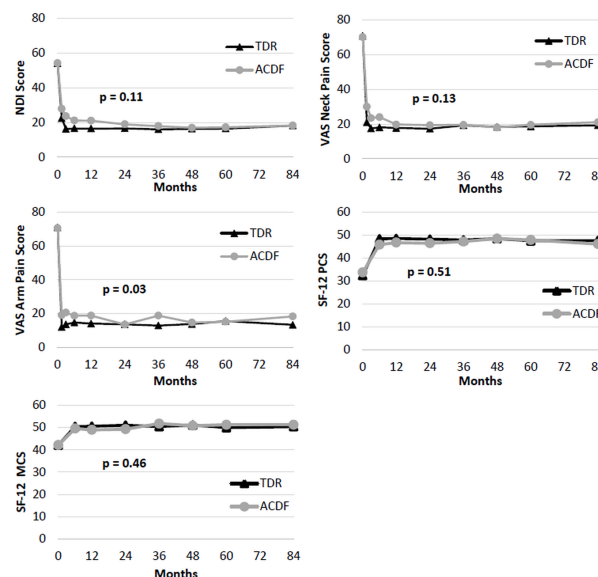 80
60
40
20
0
NDI Score
TDR
ACDF
p = 0.11
0 12 24 36 48 60 72 84
Months
80
60
40
20
0
VAS Neck Pain Score
TDR
ACDF
p = 0.13
0 12 24 36 48 60 72 84
Months
80
60
40
20
0
VAS Arm Pain Score
TDR
ACDF
p = 0.03
0 12 24 36 48 60 72 84
Months
60
50
40
30
20
10
0
SF-12 PCS
p = 0.51
TDR
ACDF
0 12 24 36 48 60 72 84
Months
60
50
40
30
20
10
0
SF-12 MCS
p = 0.46
TDR
ACDF
0 12 24 36 48 60 72 84
Months